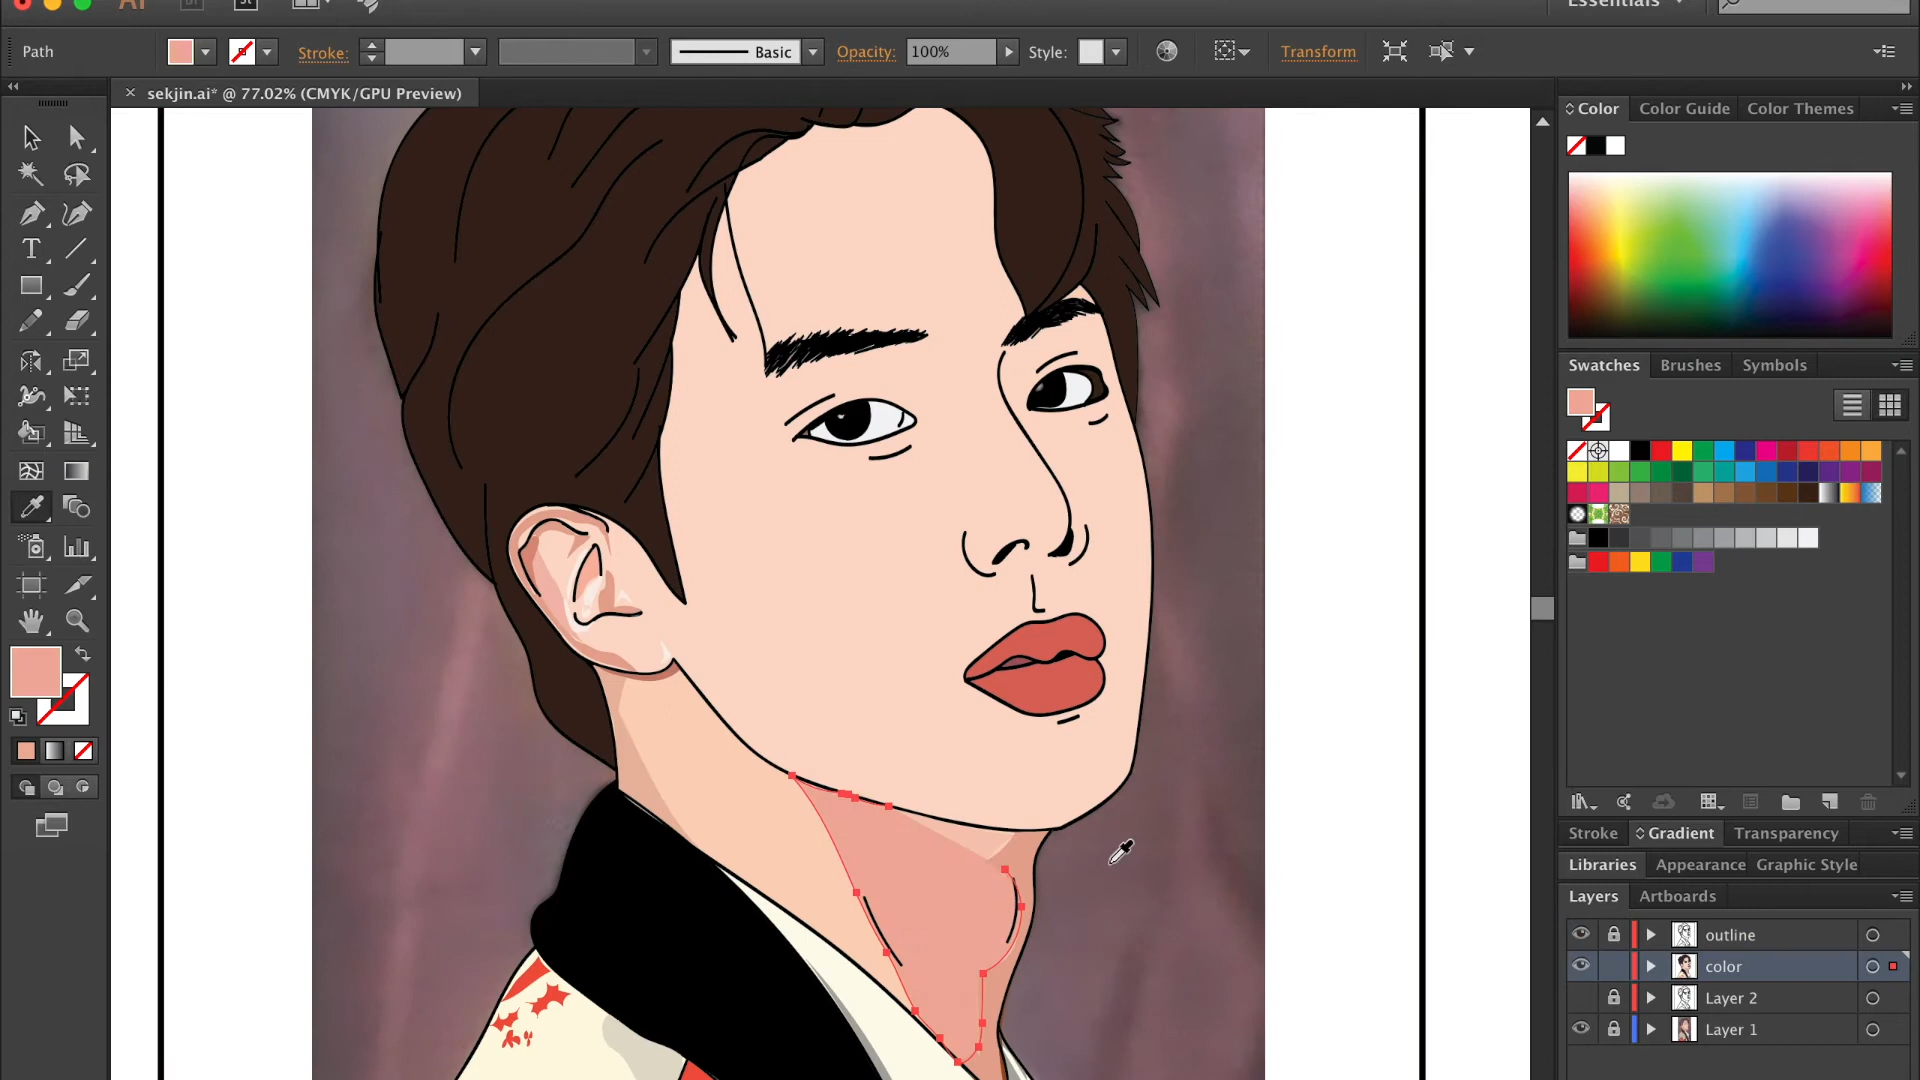 Essentials
Path
Stroke:
Basic
Opacity:
100%
Style:
Transform
sekjin.ai* @ 77.02% (CMYK/GPU Preview)
Color
Color Guide
Color Themes
Swatches
Brushes
Symbols
Stroke
Gradient
Transparency
Libraries
Appearance
Graphic Style
Layers
Artboards
outline
color
Layer 2
Layer 1